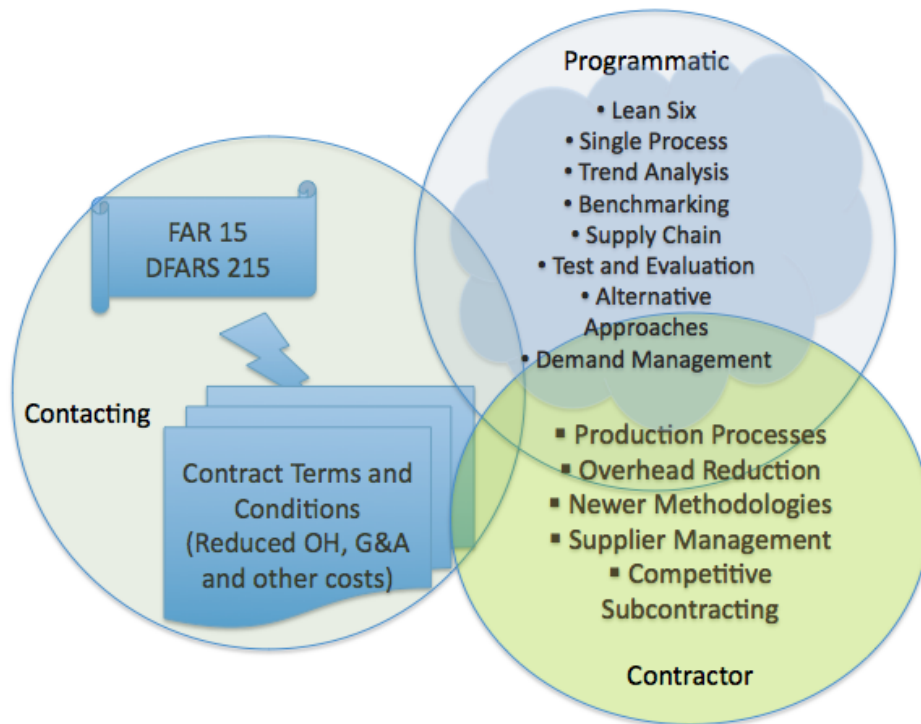 Programmatic
• Lean Six
• Single Process
• Trend Analysis
• Benchmarking
• Supply Chain
• Test and Evaluation
• Alternative
Approaches
• Demand Management
FAR 15
DFARS 215
Contacting
Contract Terms and
Conditions
(Reduced OH, G&A
and other costs)
▪ Production Processes
▪ Overhead Reduction
▪ Newer Methodologies
▪ Supplier Management
▪ Competitive
Subcontracting
Contractor